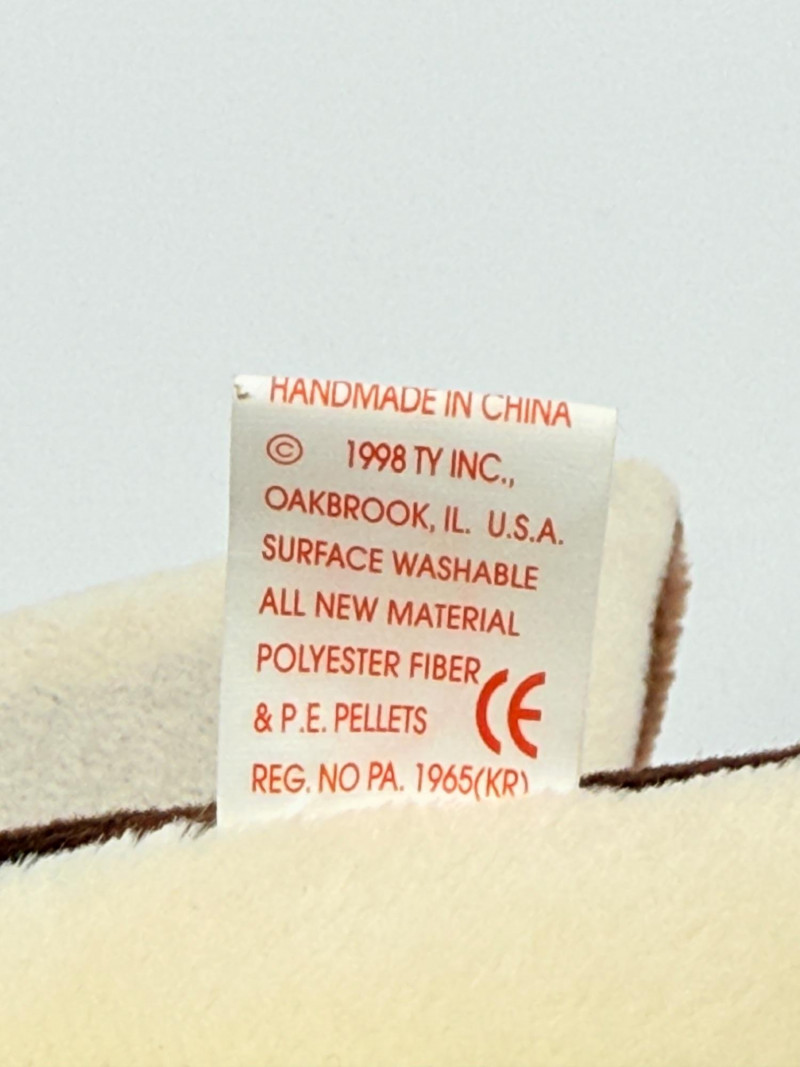 HANDMADE IN CHINA
© 1998 TY INC.,
OAKBROOK, IL. U.S.A.
SURFACE WASHABLE
ALL NEW MATERIAL
POLYESTER FIBER
& P.E. PELLETS CE
REG. NO PA. 1965(KR)